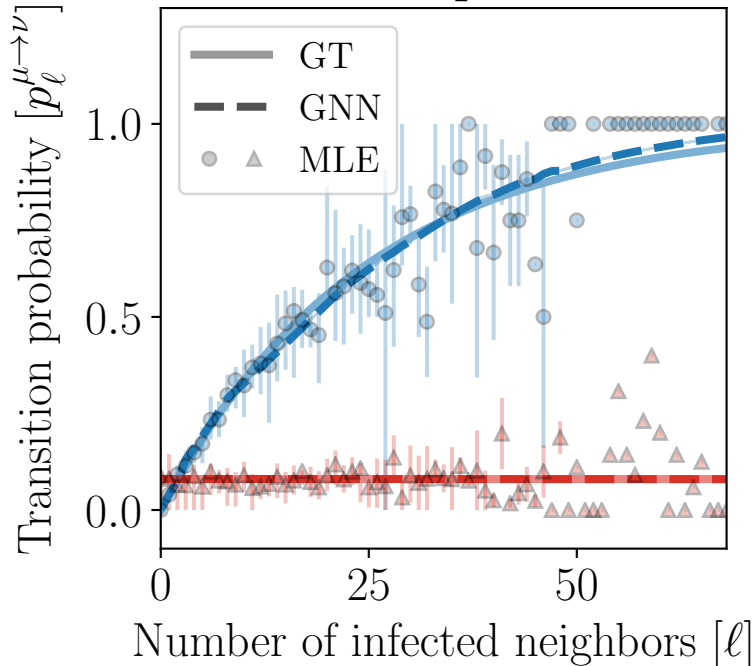 GT
GNN
MLE
Transition probability [$p_\ell^{\mu \to \nu}$]
1.0
0.5
0.0
0
25
50
Number of infected neighbors [ℓ]